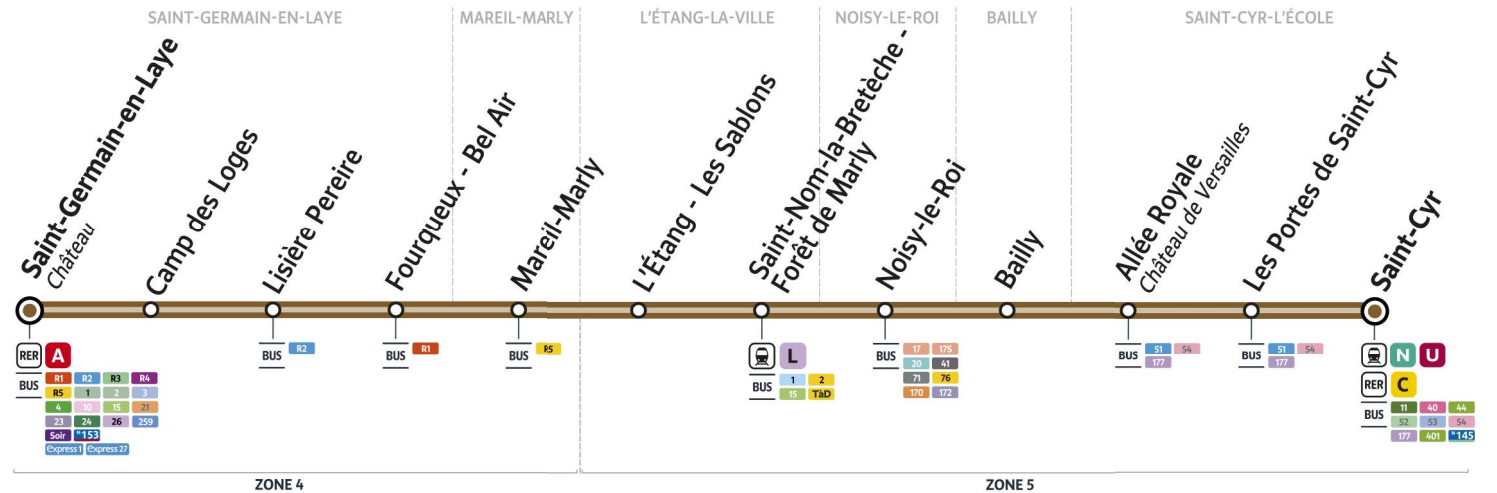 SAINT-GERMAIN-EN-LAYE
MAREIL-MARLY
L'ÉTANG-LA-VILLE
NOISY-LE-ROI
BAILLY
SAINT-CYR-L'ÉCOLE
Saint-Germain-en-Laye
Château
Camp des Loges
Lisière Pereire
Fourqueux - Bel Air
Mareil-Marly
L'Étang - Les Sablons
Saint-Nom-la-Bretèche -
Forêt de Marly
Noisy-le-Roi
Bailly
Allée Royale
Château de Versailles
Les Portes de Saint-Cyr
Saint-Cyr
RER A
BUS
R1 R2 R3 R4
R5 1 2 3
4 10 15 21
23 24 26 259
Soir N153
express 1 express 27
BUS R2
BUS R1
BUS R5
L
BUS
1 2
15 TàD
BUS
17 175
20 41
71 76
170 172
BUS
51 54
177
BUS
51 54
177
N U
RER C
BUS
11 40 44
52 53 54
177 401 N145
ZONE 4
ZONE 5